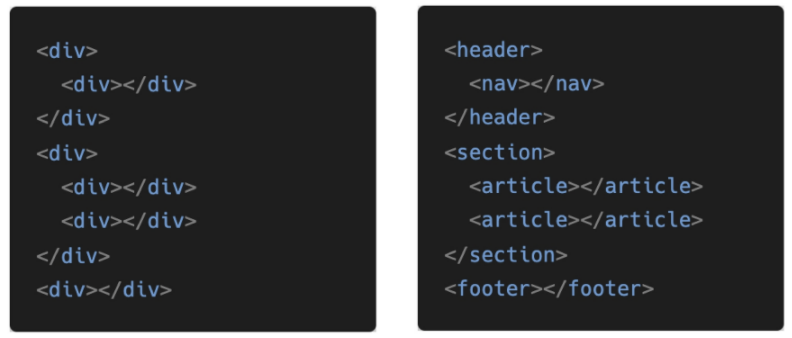 <div>
  <div></div>
</div>
<div>
  <div></div>
  <div></div>
</div>
<div></div>
<header>
  <nav></nav>
</header>
<section>
  <article></article>
  <article></article>
</section>
<footer></footer>